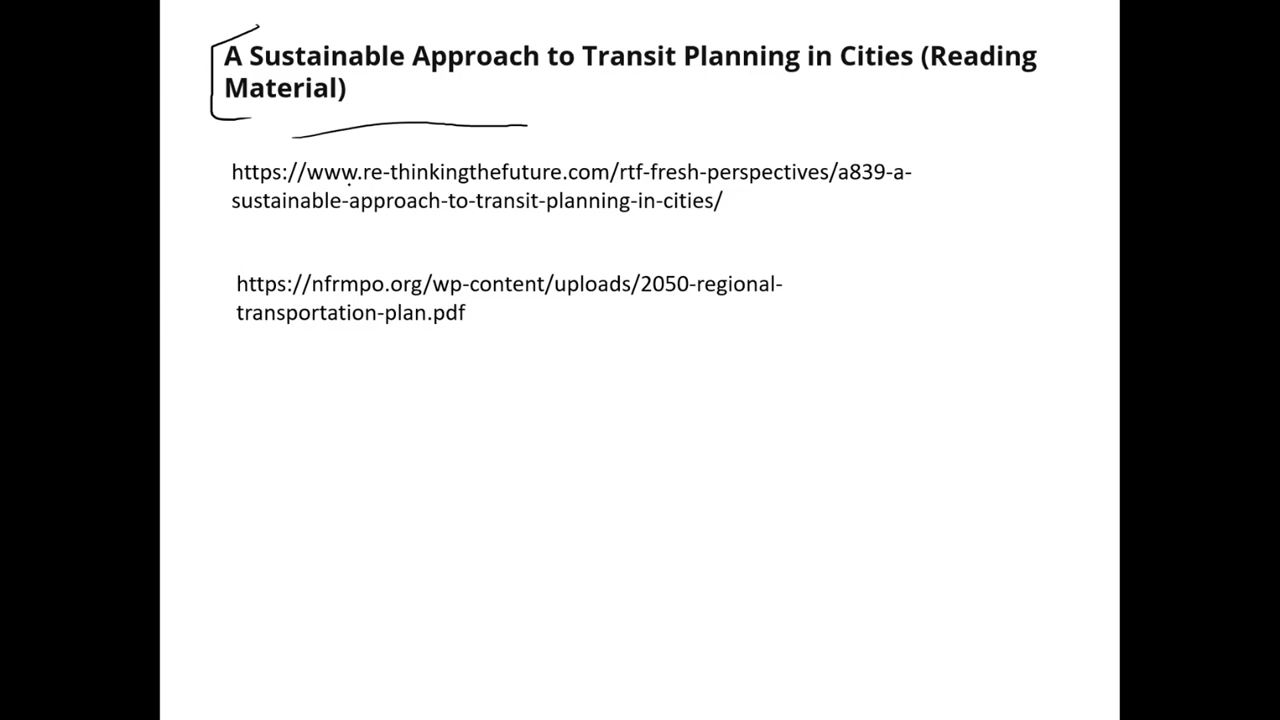 A Sustainable Approach to Transit Planning in Cities (Reading
Material)
https://www.re-thinkingthefuture.com/rtf-fresh-perspectives/a839-a-
sustainable-approach-to-transit-planning-in-cities/
https://nfrmpo.org/wp-content/uploads/2050-regional-
transportation-plan.pdf